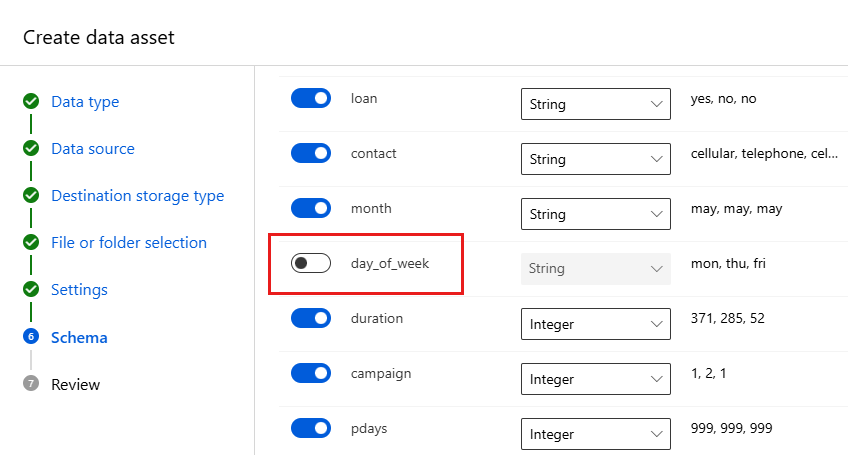 Create data asset
Data type
Data source
Destination storage type
File or folder selection
Settings
6 Schema
7 Review
loan String yes, no, no
contact String cellular, telephone, cel...
month String may, may, may
day_of_week String mon, thu, fri
duration Integer 371, 285, 52
campaign Integer 1, 2, 1
pdays Integer 999, 999, 999